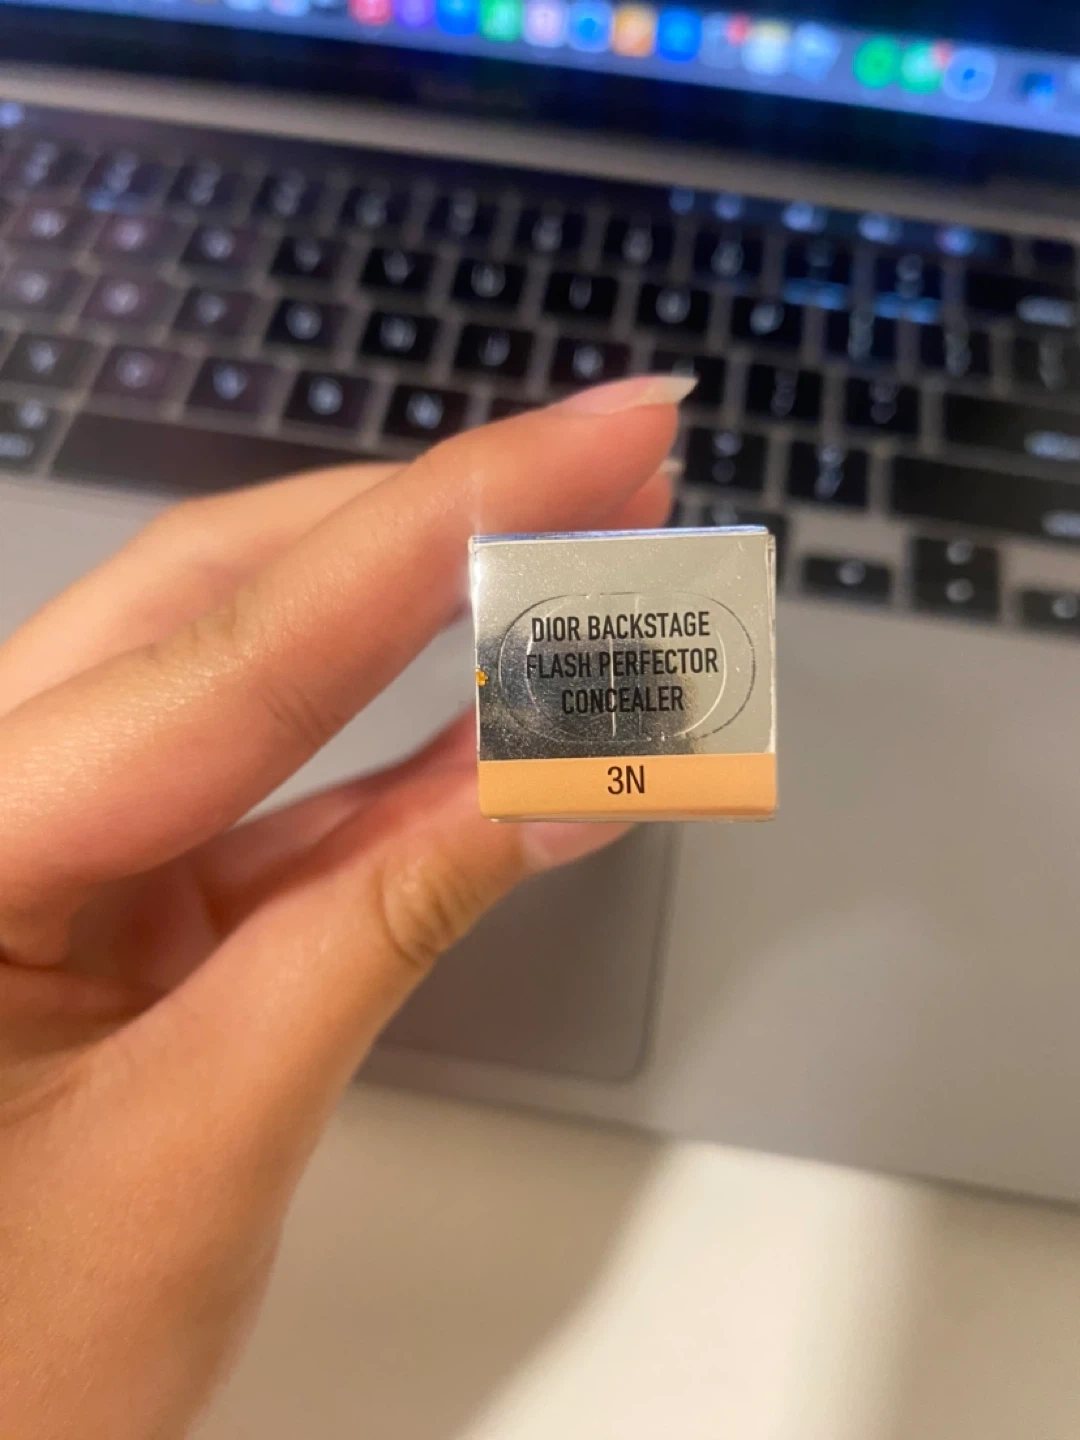 DIOR BACKSTAGE
FLASH PERFECTOR
CONCEALER
3N